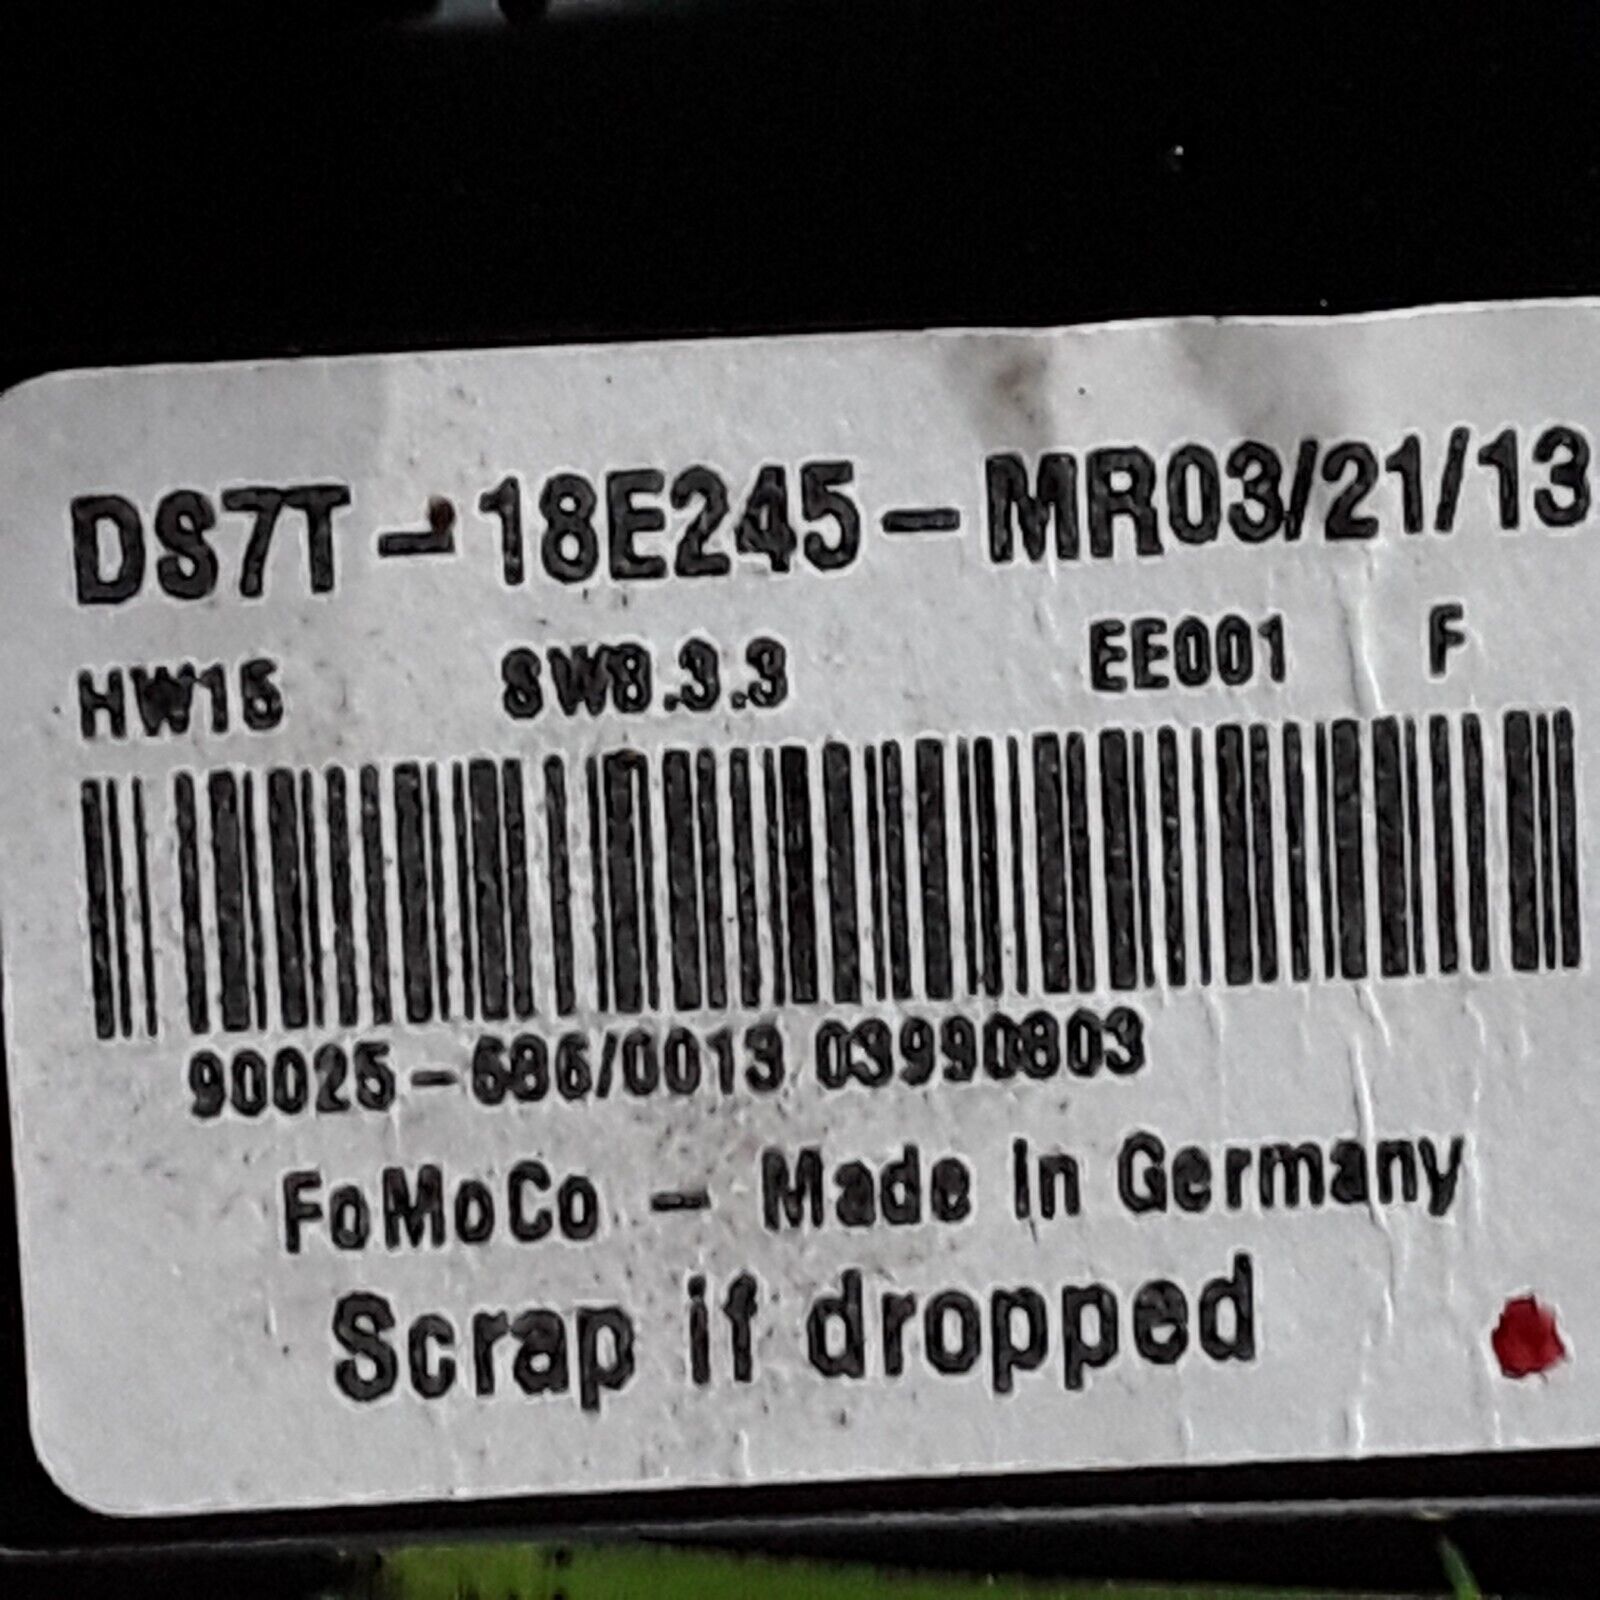 DS7T-18E245-MR03/21/13
HW15 SW8.3.3 EE001 F
90025-686/0013 03990803
FoMoCo - Made in Germany
Scrap if dropped